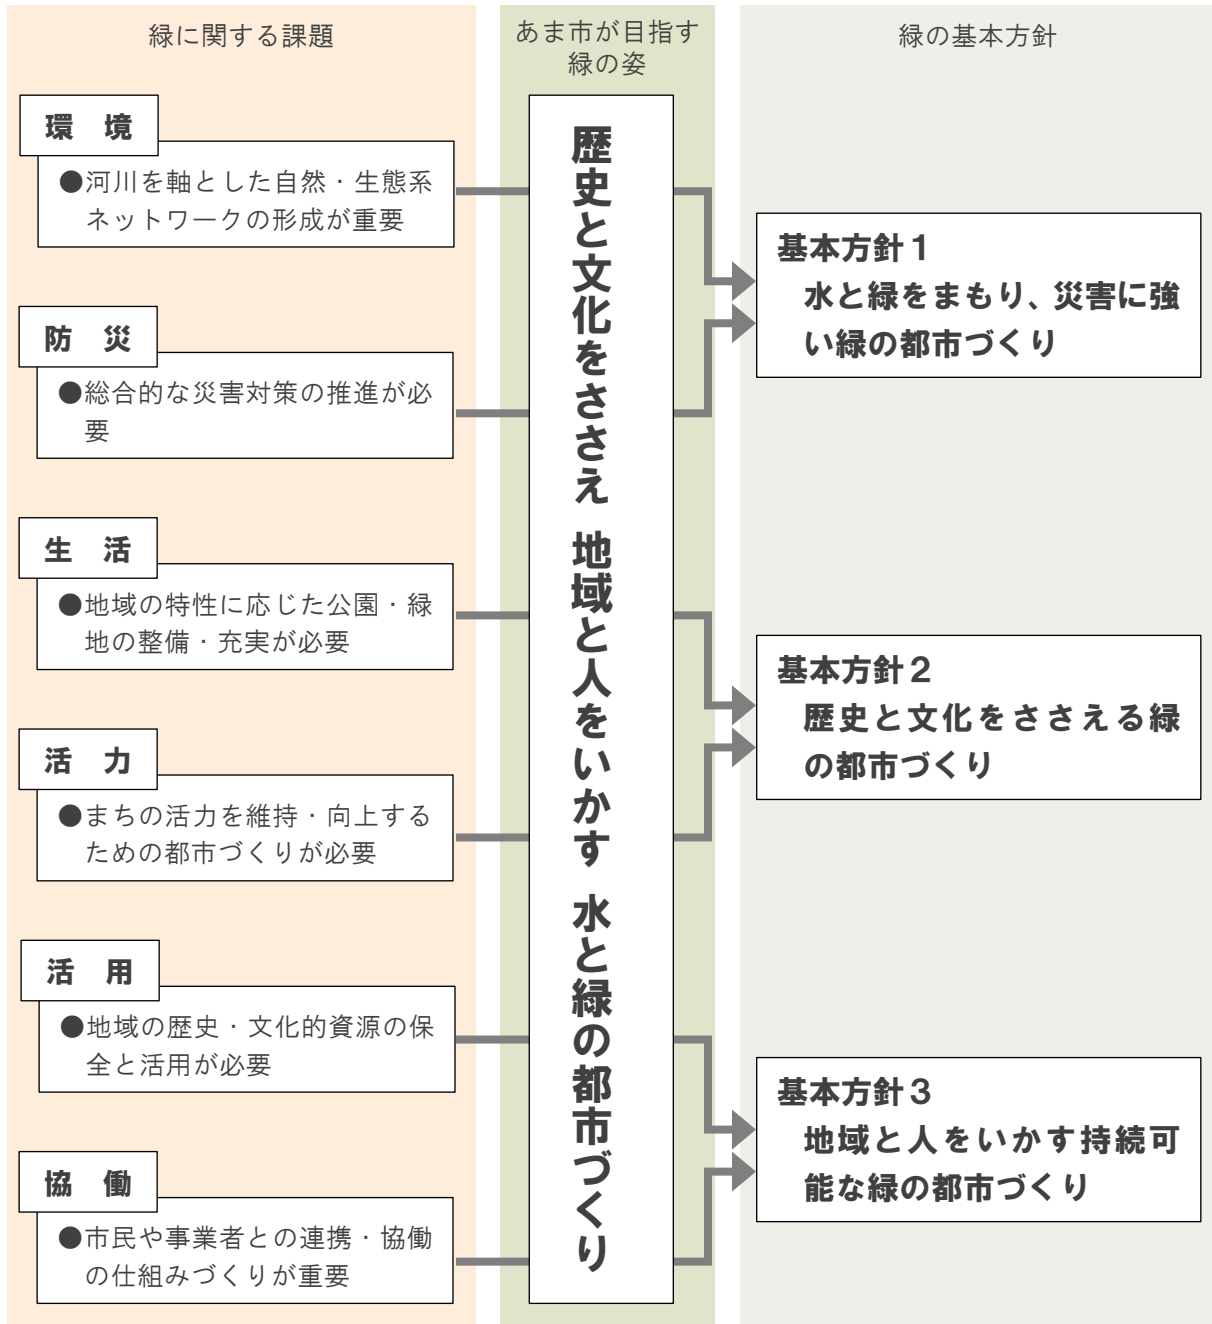 緑に関する課題
環　境
●河川を軸とした自然・生態系
ネットワークの形成が重要
防　災
●総合的な災害対策の推進が必
要
生　活
●地域の特性に応じた公園・緑
地の整備・充実が必要
活　力
●まちの活力を維持・向上する
ための都市づくりが必要
活　用
●地域の歴史・文化的資源の保
全と活用が必要
協　働
●市民や事業者との連携・協働
の仕組みづくりが重要
あま市が目指す
緑の姿
歴史と文化をささえ 地域と人をいかす 水と緑の都市づくり
緑の基本方針
基本方針１
水と緑をまもり、災害に強
い緑の都市づくり
基本方針２
歴史と文化をささえる緑
の都市づくり
基本方針３
地域と人をいかす持続可
能な緑の都市づくり